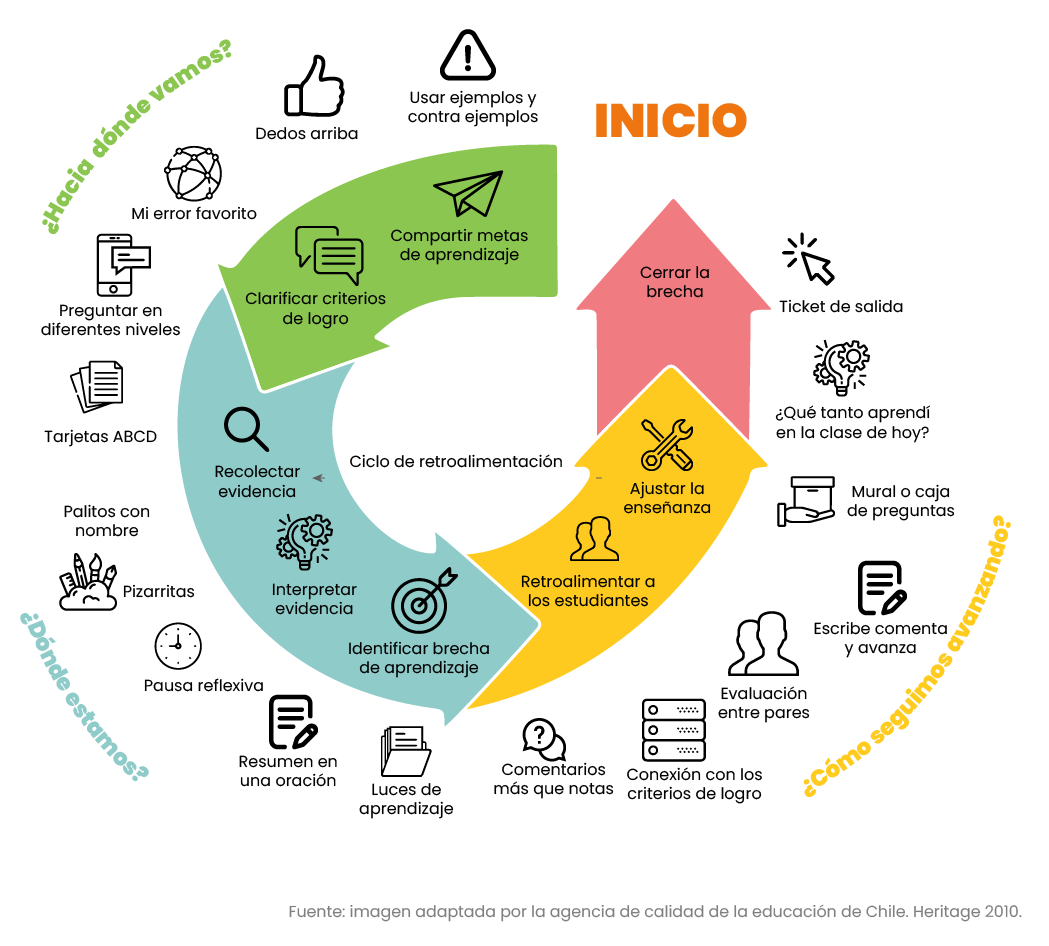 INICIO
¿Hacia dónde vamos?
Usar ejemplos y
contra ejemplos
Dedos arriba
Mi error favorito
Preguntar en
diferentes niveles
Tarjetas ABCD
Compartir metas
de aprendizaje
Clarificar criterios
de logro
Ciclo de retroalimentación
Recolectar
evidencia
Interpretar
evidencia
Identificar brecha
de aprendizaje
¿Dónde estamos?
Palitos con
nombre
Pizarritas
Pausa reflexiva
Resumen en
una oración
Luces de
aprendizaje
Retroalimentar a
los estudiantes
Ajustar la
enseñanza
¿Cómo seguimos avanzando?
Comentarios
más que notas
Conexión con los
criterios de logro
Evaluación
entre pares
Escribe comenta
y avanza
Mural o caja
de preguntas
¿Qué tanto aprendí
en la clase de hoy?
Ticket de salida
Cerrar la
brecha
Fuente: imagen adaptada por la agencia de calidad de la educación de Chile. Heritage 2010.